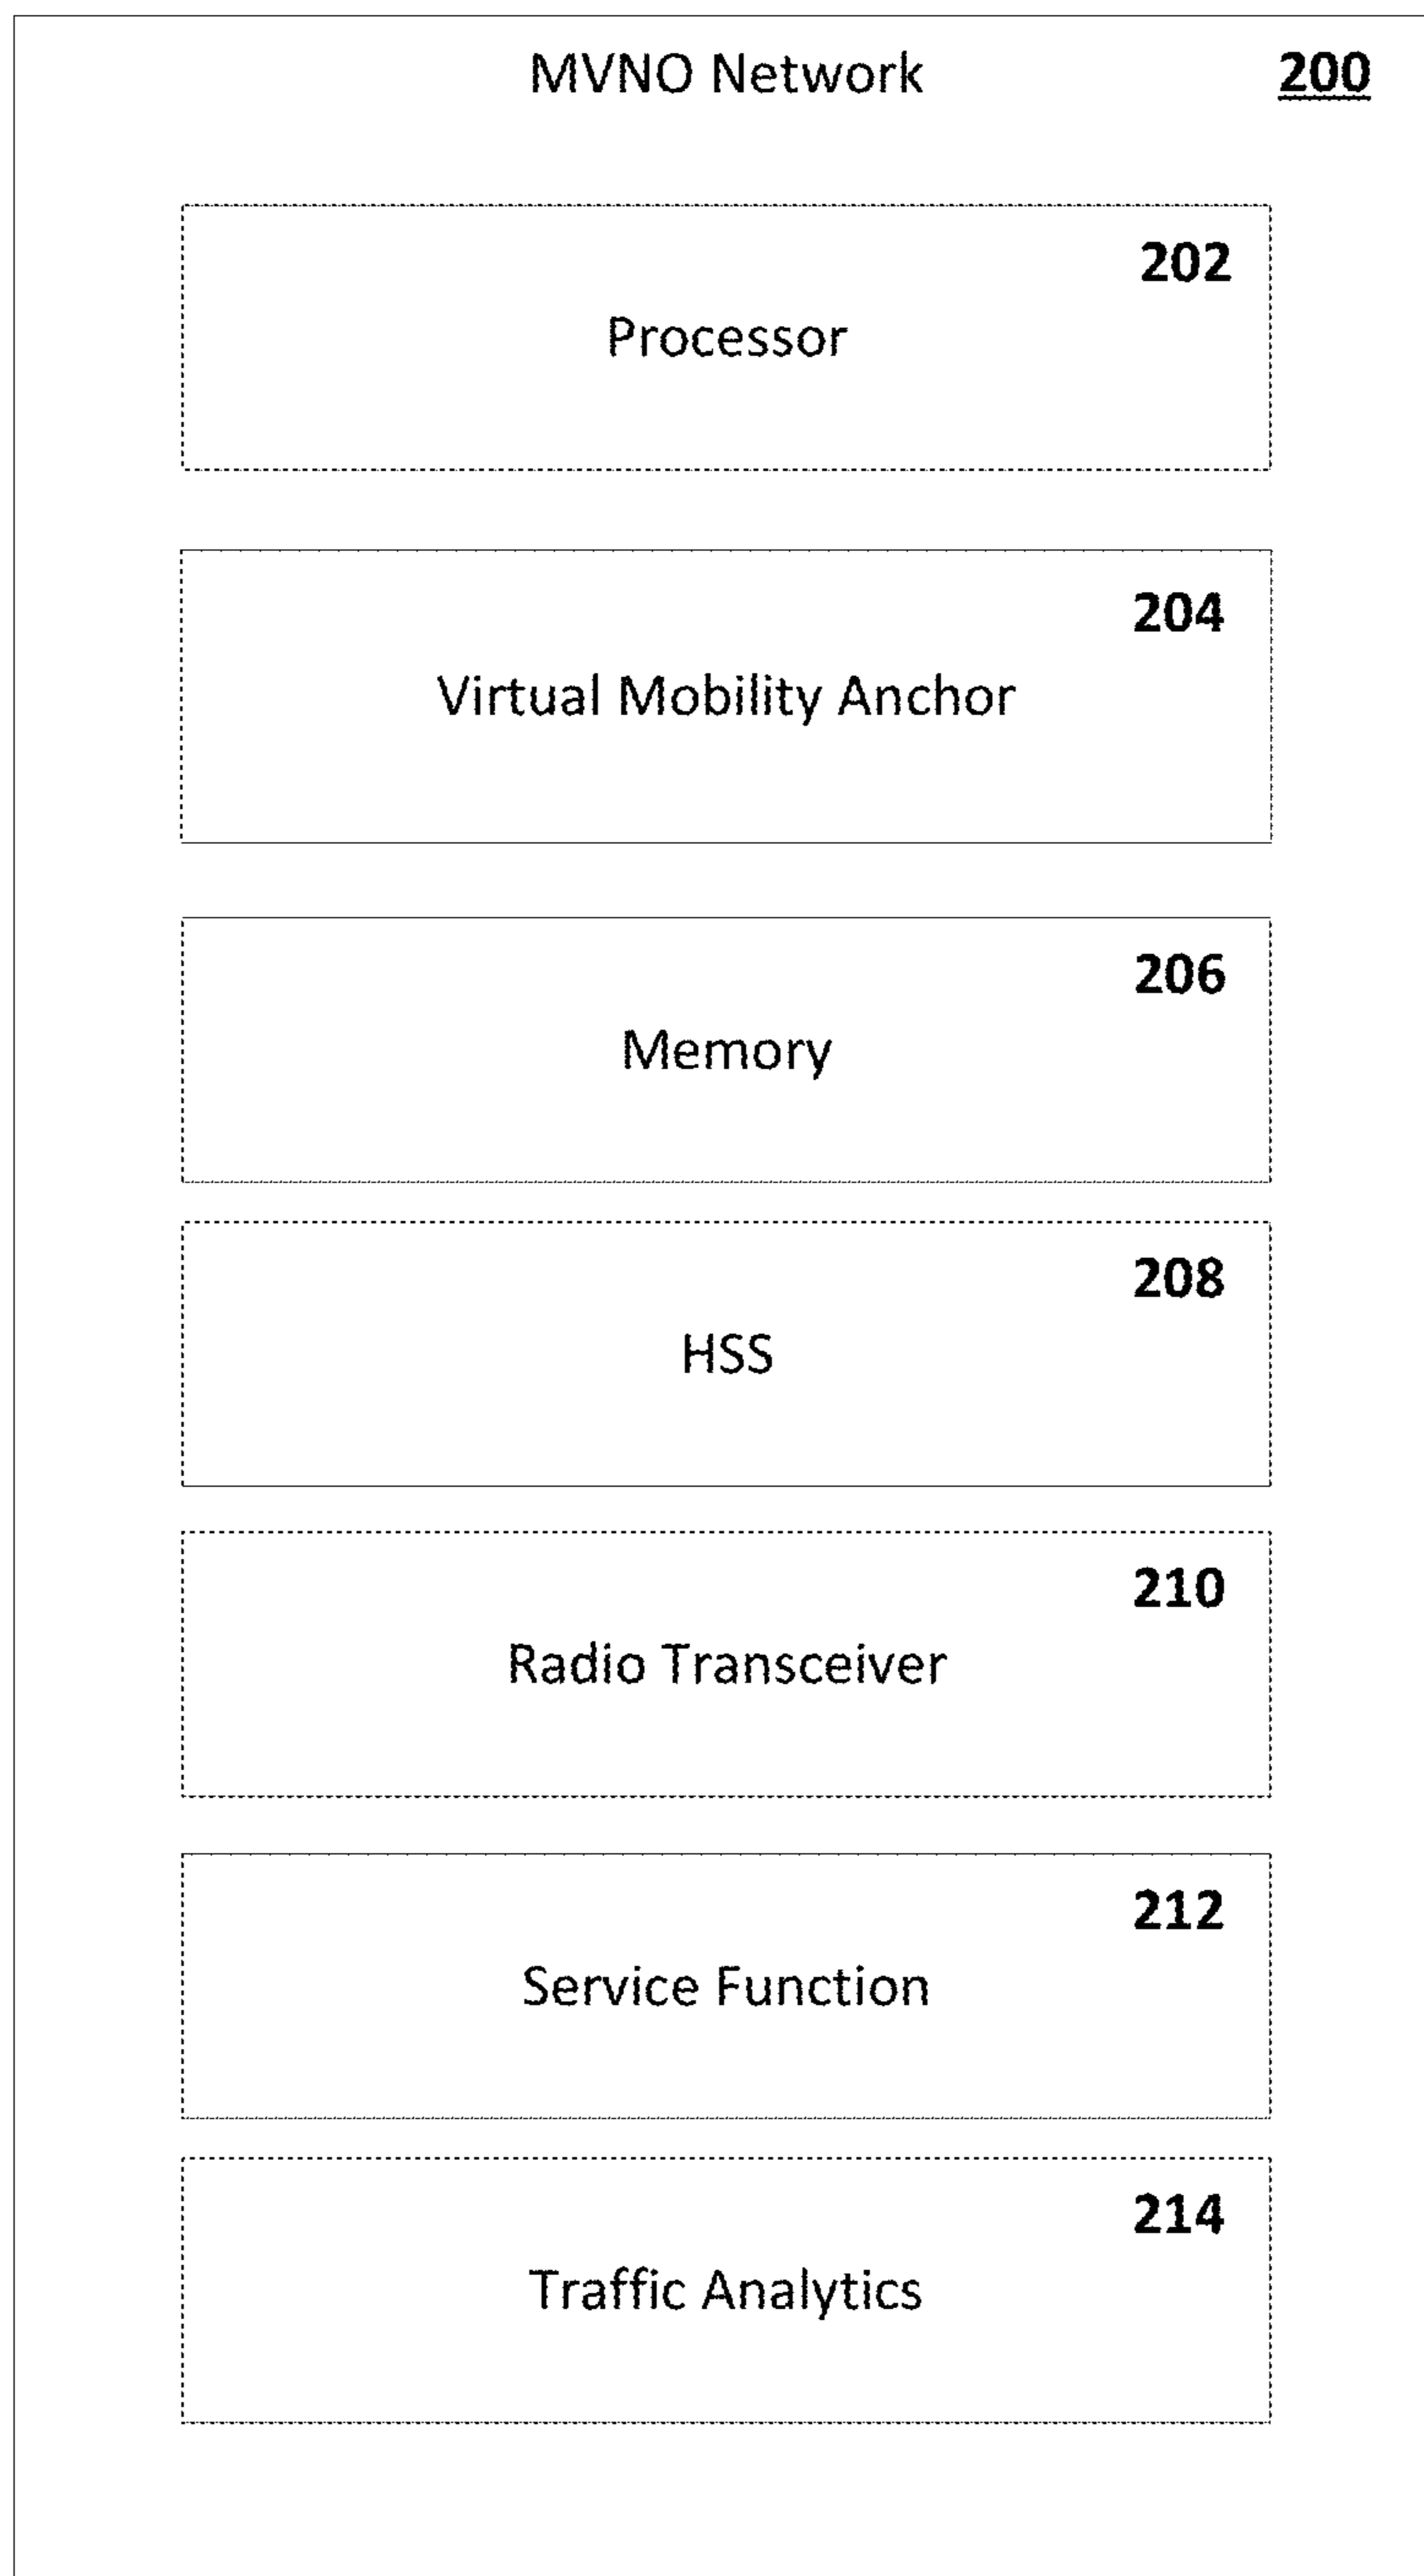 MVNO Network 200
202
Processor
204
Virtual Mobility Anchor
206
Memory
208
HSS
210
Radio Transceiver
212
Service Function
214
Traffic Analytics